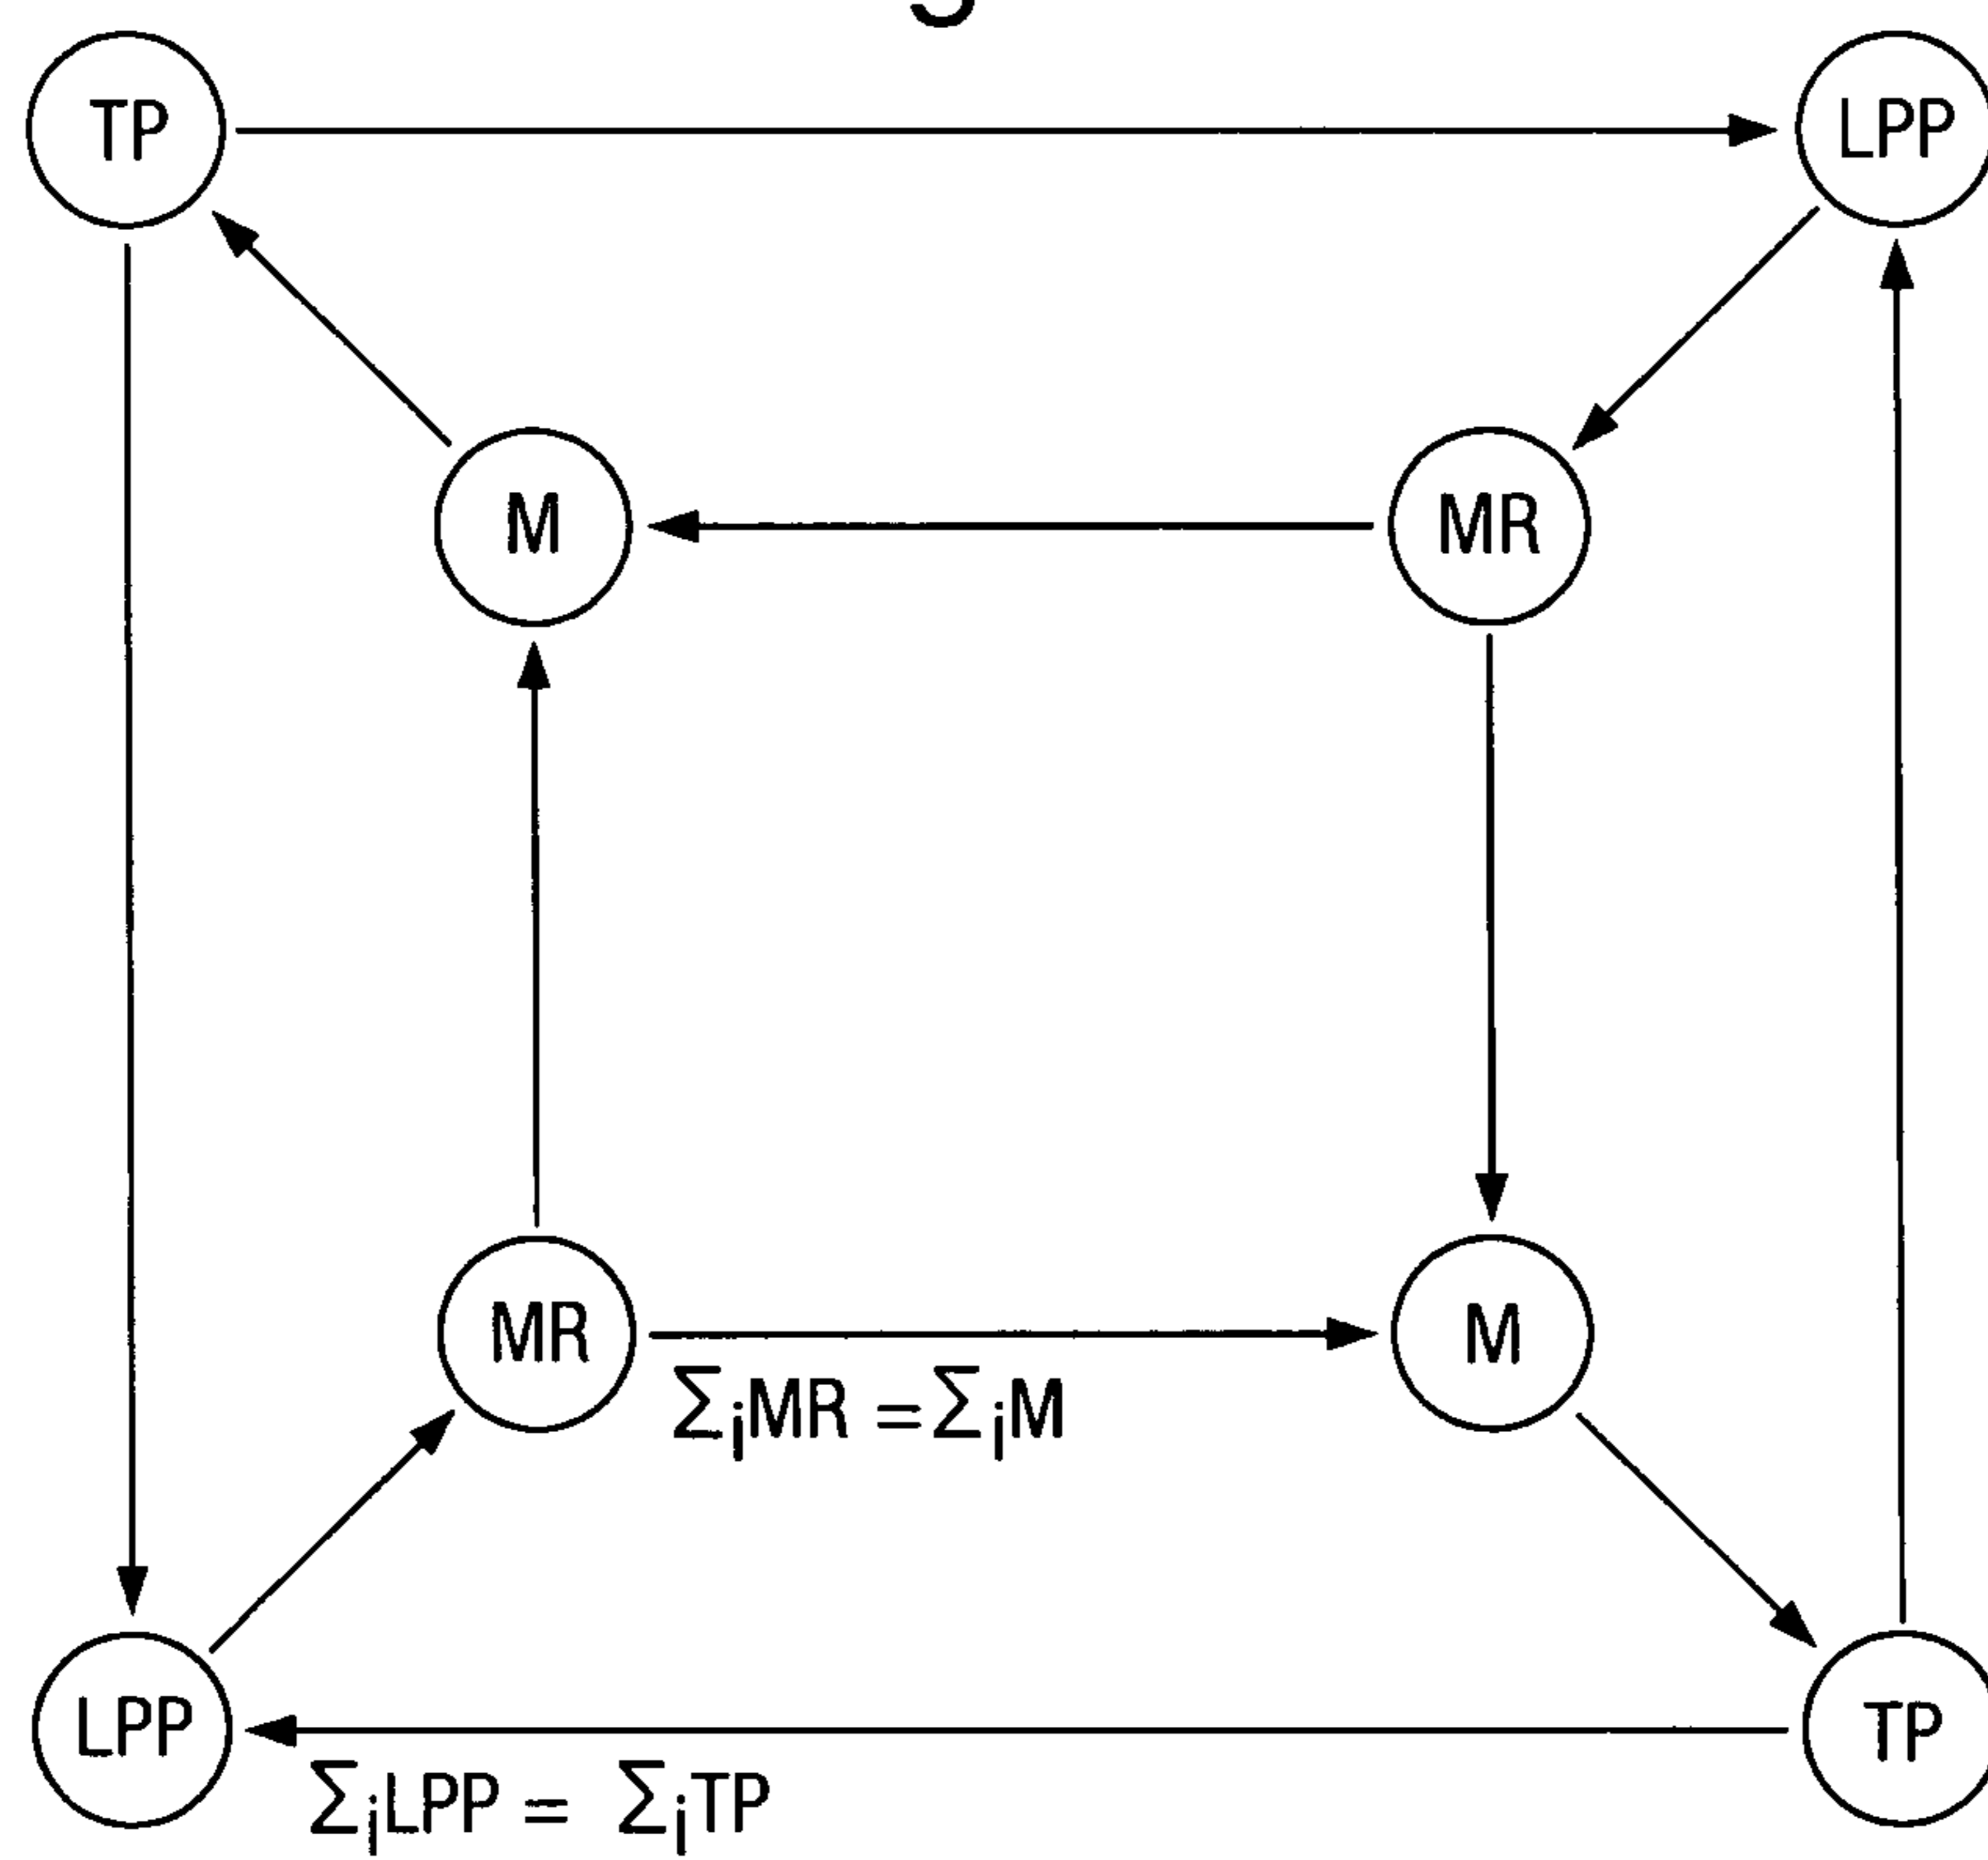 TP
LPP
M
MR
MR
M
∑ᵢMR = ∑ᵢM
LPP
TP
∑ᵢLPP = ∑ᵢTP